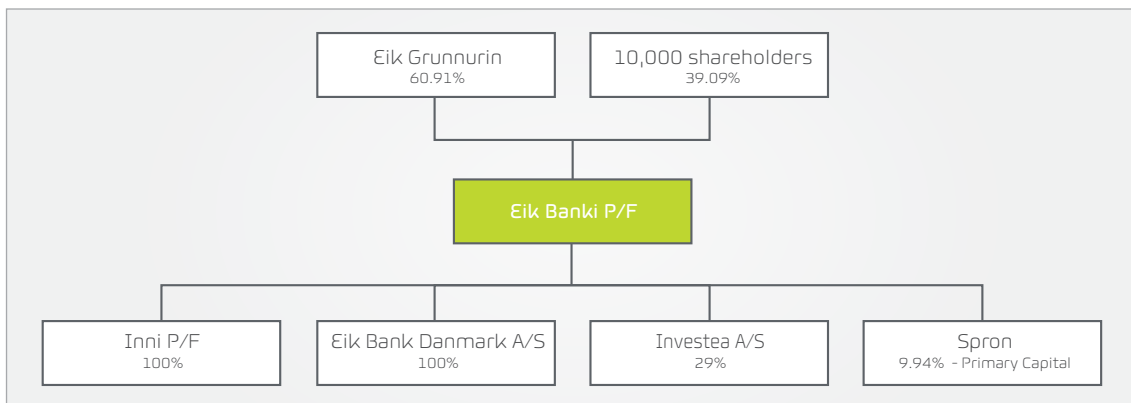 Eik Grunnurin
60.91%
10,000 shareholders
39.09%
Eik Banki P/F
Inni P/F
100%
Eik Bank Danmark A/S
100%
Investea A/S
29%
Spron
9.94% - Primary Capital